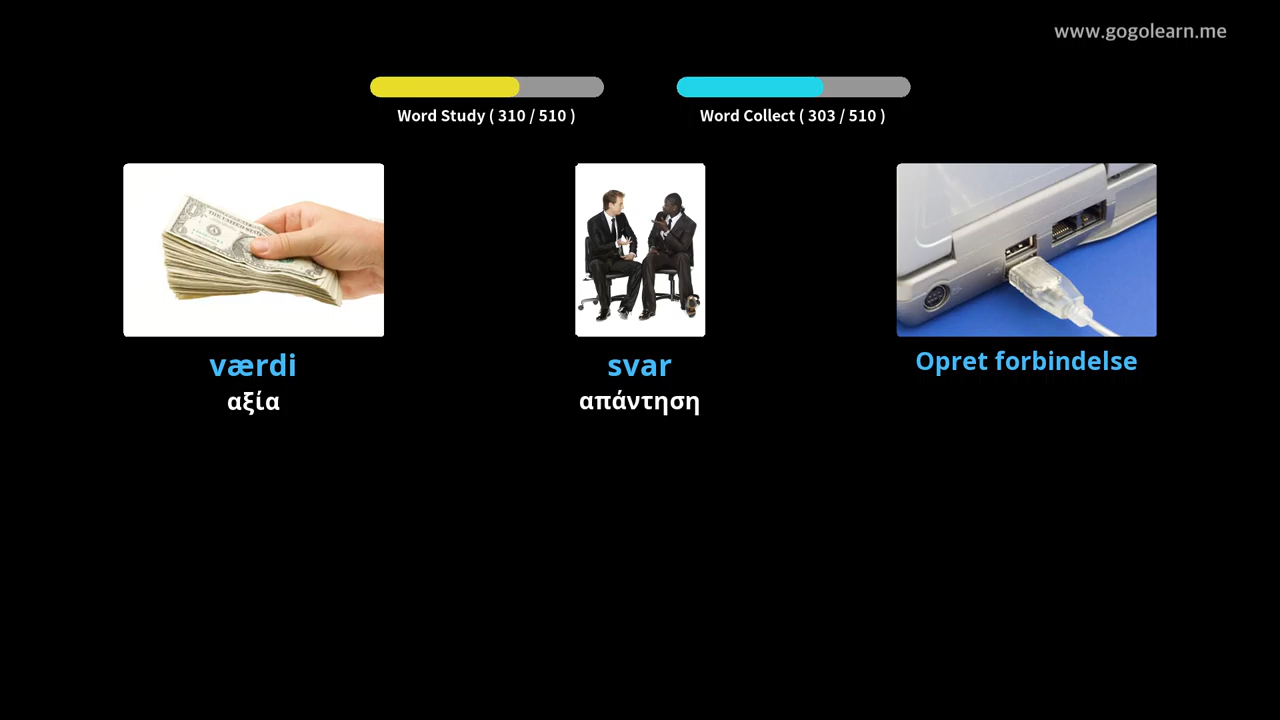 www.gogolearn.me
Word Study ( 310 / 510 )
Word Collect ( 303 / 510 )
værdi
αξία
svar
απάντηση
Opret forbindelse